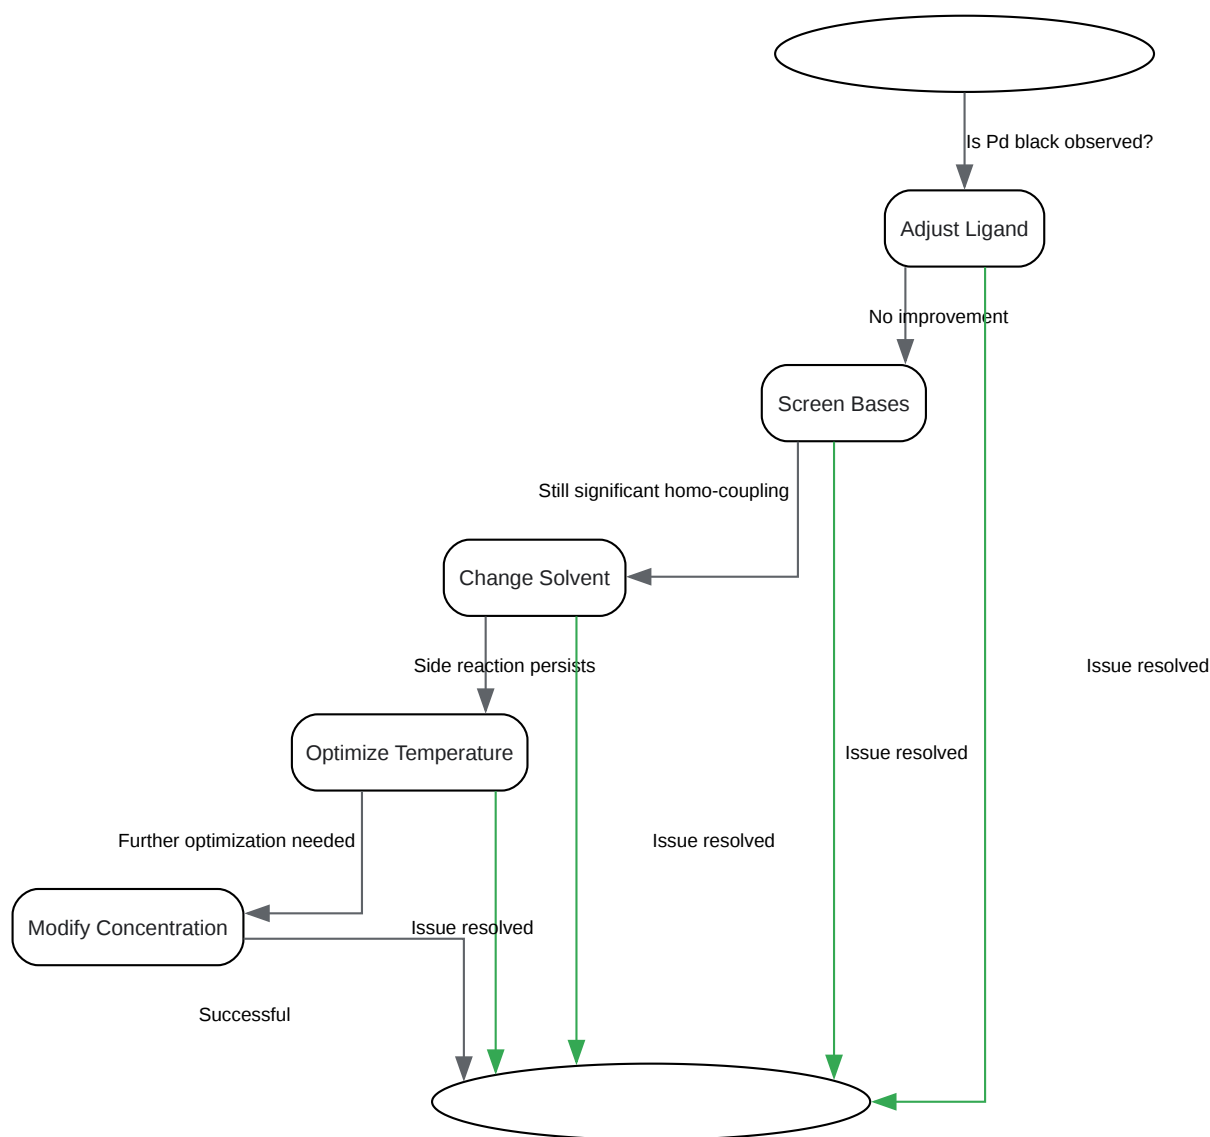 Is Pd black observed?
Adjust Ligand
No improvement
Screen Bases
Still significant homo-coupling
Change Solvent
Side reaction persists
Issue resolved
Optimize Temperature
Issue resolved
Further optimization needed
Issue resolved
Modify Concentration
Issue resolved
Successful